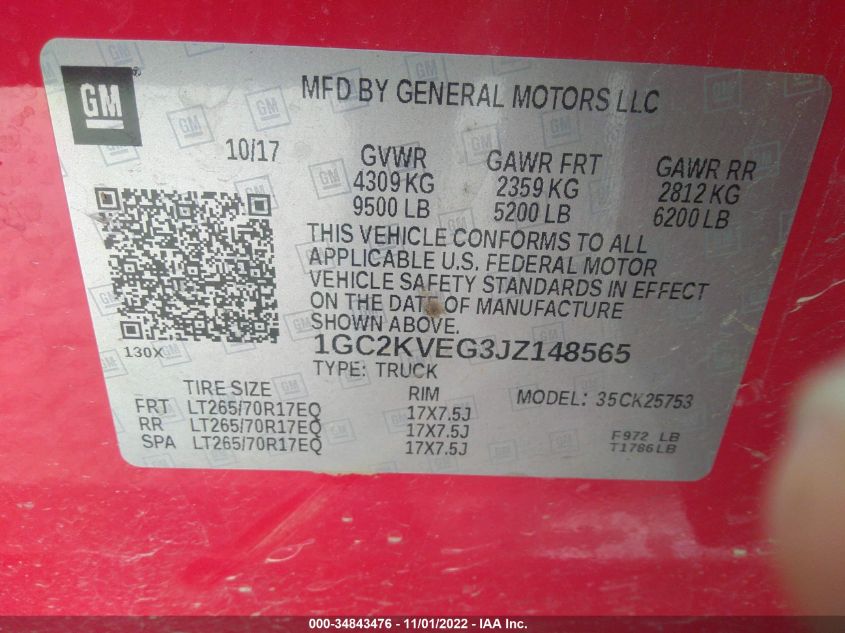 GM
MFD BY GENERAL MOTORS LLC
10/17 GVWR GAWR FRT GAWR RR
4309 KG 2359 KG 2812 KG
9500 LB 5200 LB 6200 LB
THIS VEHICLE CONFORMS TO ALL
APPLICABLE U.S. FEDERAL MOTOR
VEHICLE SAFETY STANDARDS IN EFFECT
ON THE DATE OF MANUFACTURE
SHOWN ABOVE.
130X
1GC2KVEG3JZ148565
TYPE: TRUCK
TIRE SIZE RIM MODEL: 35CK25753
FRT LT265/70R17EQ 17X7.5J
RR LT265/70R17EQ 17X7.5J
SPA LT265/70R17EQ 17X7.5J
F972 LB
T1786LB
000-34843476 - 11/01/2022 - IAA Inc.